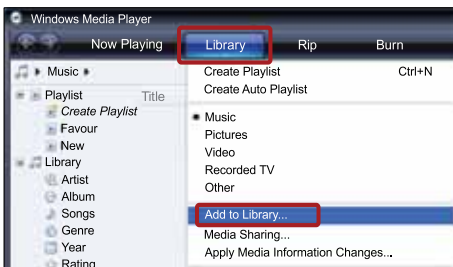 Windows Media Player
Now Playing Library Rip Burn
Music
Create Playlist Ctrl+N
Create Auto Playlist
Playlist Title
Create Playlist
Favour
New
Library
Artist
Album
Songs
Genre
Year
Rating
Music
Pictures
Video
Recorded TV
Other
Add to Library...
Media Sharing...
Apply Media Information Changes...